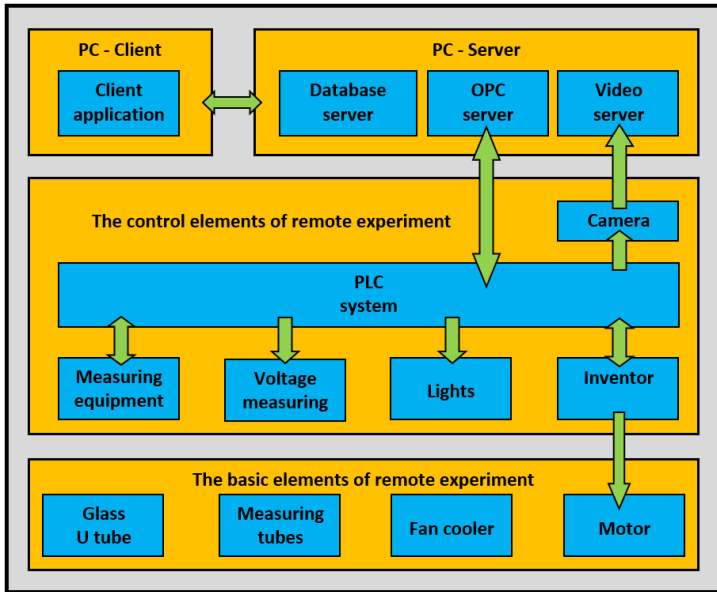 PC - Client
PC - Server
Client
application
Database
server
OPC
server
Video
server
The control elements of remote experiment
Camera
PLC
system
Measuring
equipment
Voltage
measuring
Lights
Inventor
The basic elements of remote experiment
Glass
U tube
Measuring
tubes
Fan cooler
Motor